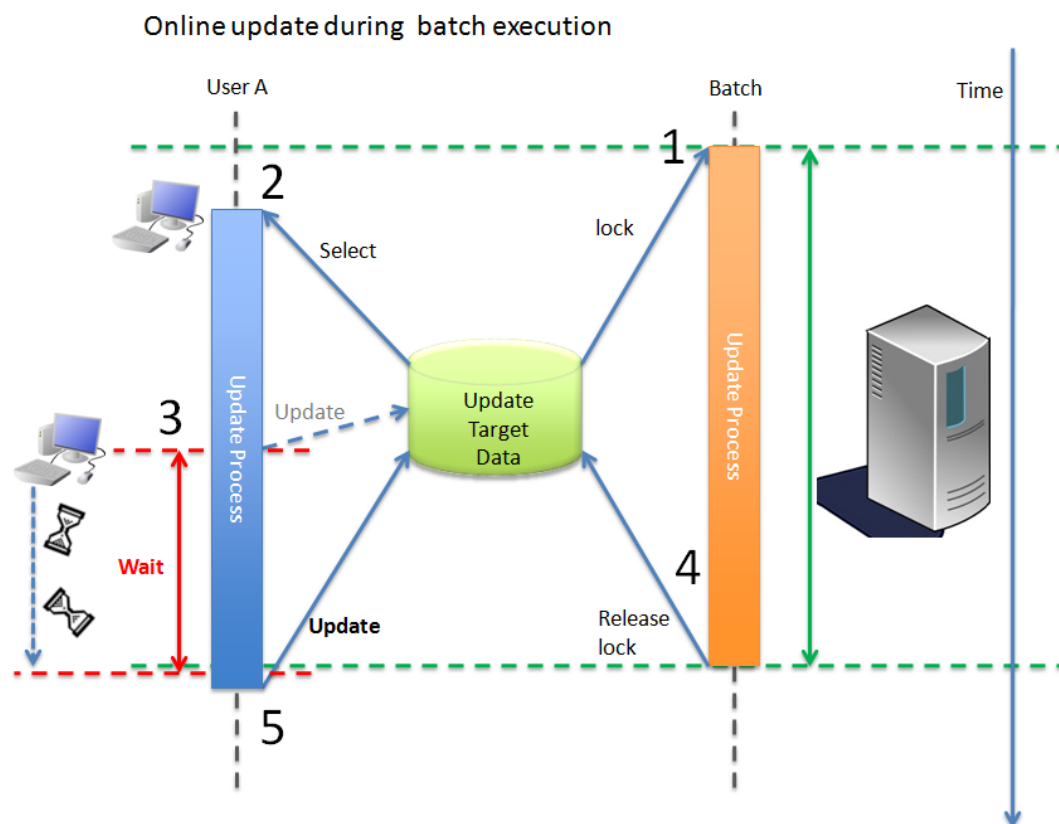 Online update during batch execution
User A
Batch
Time
1
2
lock
Select
Update Process
Update Process
Update
Target
Data
Update
3
Wait
4
Update
Release
lock
5